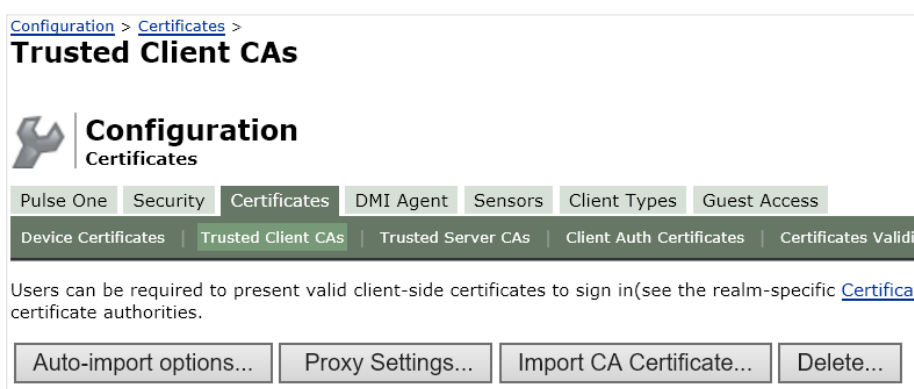 Configuration > Certificates >
Trusted Client CAs
Configuration
Certificates
Pulse One Security Certificates DMI Agent Sensors Client Types Guest Access
Device Certificates | Trusted Client CAs | Trusted Server CAs | Client Auth Certificates | Certificates Validi
Users can be required to present valid client-side certificates to sign in(see the realm-specific Certifica
certificate authorities.
Auto-import options... Proxy Settings... Import CA Certificate... Delete...